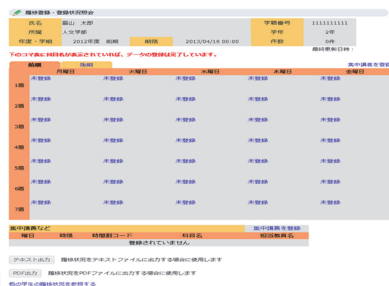 履修登録・登録状況照会
氏名 富山 太郎 学籍番号 1111111111
所属 人文学部 学年 2年
年度・学期 2012年度 前期 期限 2013/04/16 00:00 件数 0件
最終更新日時：
下のコマ表に科目名が表示されていれば、データの登録は完了しています。
前期 後期 集中講義を登録
月曜日 火曜日 水曜日 木曜日 金曜日
1限 未登録 未登録 未登録 未登録 未登録
2限 未登録 未登録 未登録 未登録 未登録
3限 未登録 未登録 未登録 未登録 未登録
4限 未登録 未登録 未登録 未登録 未登録
5限 未登録 未登録 未登録 未登録 未登録
6限 未登録 未登録 未登録 未登録 未登録
7限 未登録 未登録 未登録 未登録 未登録
集中講義など 集中講義を登録
曜日 時限 時間割コード 科目名 担当教員名
登録されていません
テキスト出力 履修状況をテキストファイルに出力する場合に使用します
PDF出力 履修状況をPDFファイルに出力する場合に使用します
他の学生の履修状況を参照する